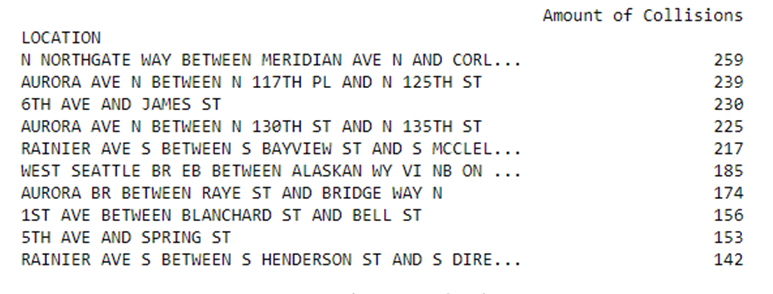 Amount of Collisions
LOCATION
N NORTHGATE WAY BETWEEN MERIDIAN AVE N AND CORL... 259
AURORA AVE N BETWEEN N 117TH PL AND N 125TH ST 239
6TH AVE AND JAMES ST 230
AURORA AVE N BETWEEN N 130TH ST AND N 135TH ST 225
RAINIER AVE S BETWEEN S BAYVIEW ST AND S MCCLEL... 217
WEST SEATTLE BR EB BETWEEN ALASKAN WY VI NB ON ... 185
AURORA BR BETWEEN RAYE ST AND BRIDGE WAY N 174
1ST AVE BETWEEN BLANCHARD ST AND BELL ST 156
5TH AVE AND SPRING ST 153
RAINIER AVE S BETWEEN S HENDERSON ST AND S DIRE... 142